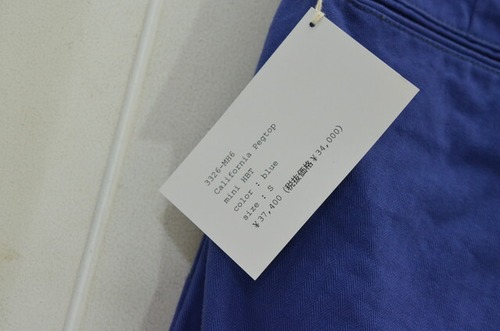 3326-MH6
California Pegtop
mini HBT
color : blue
size : S
¥37,400 (税抜価格¥34,000)